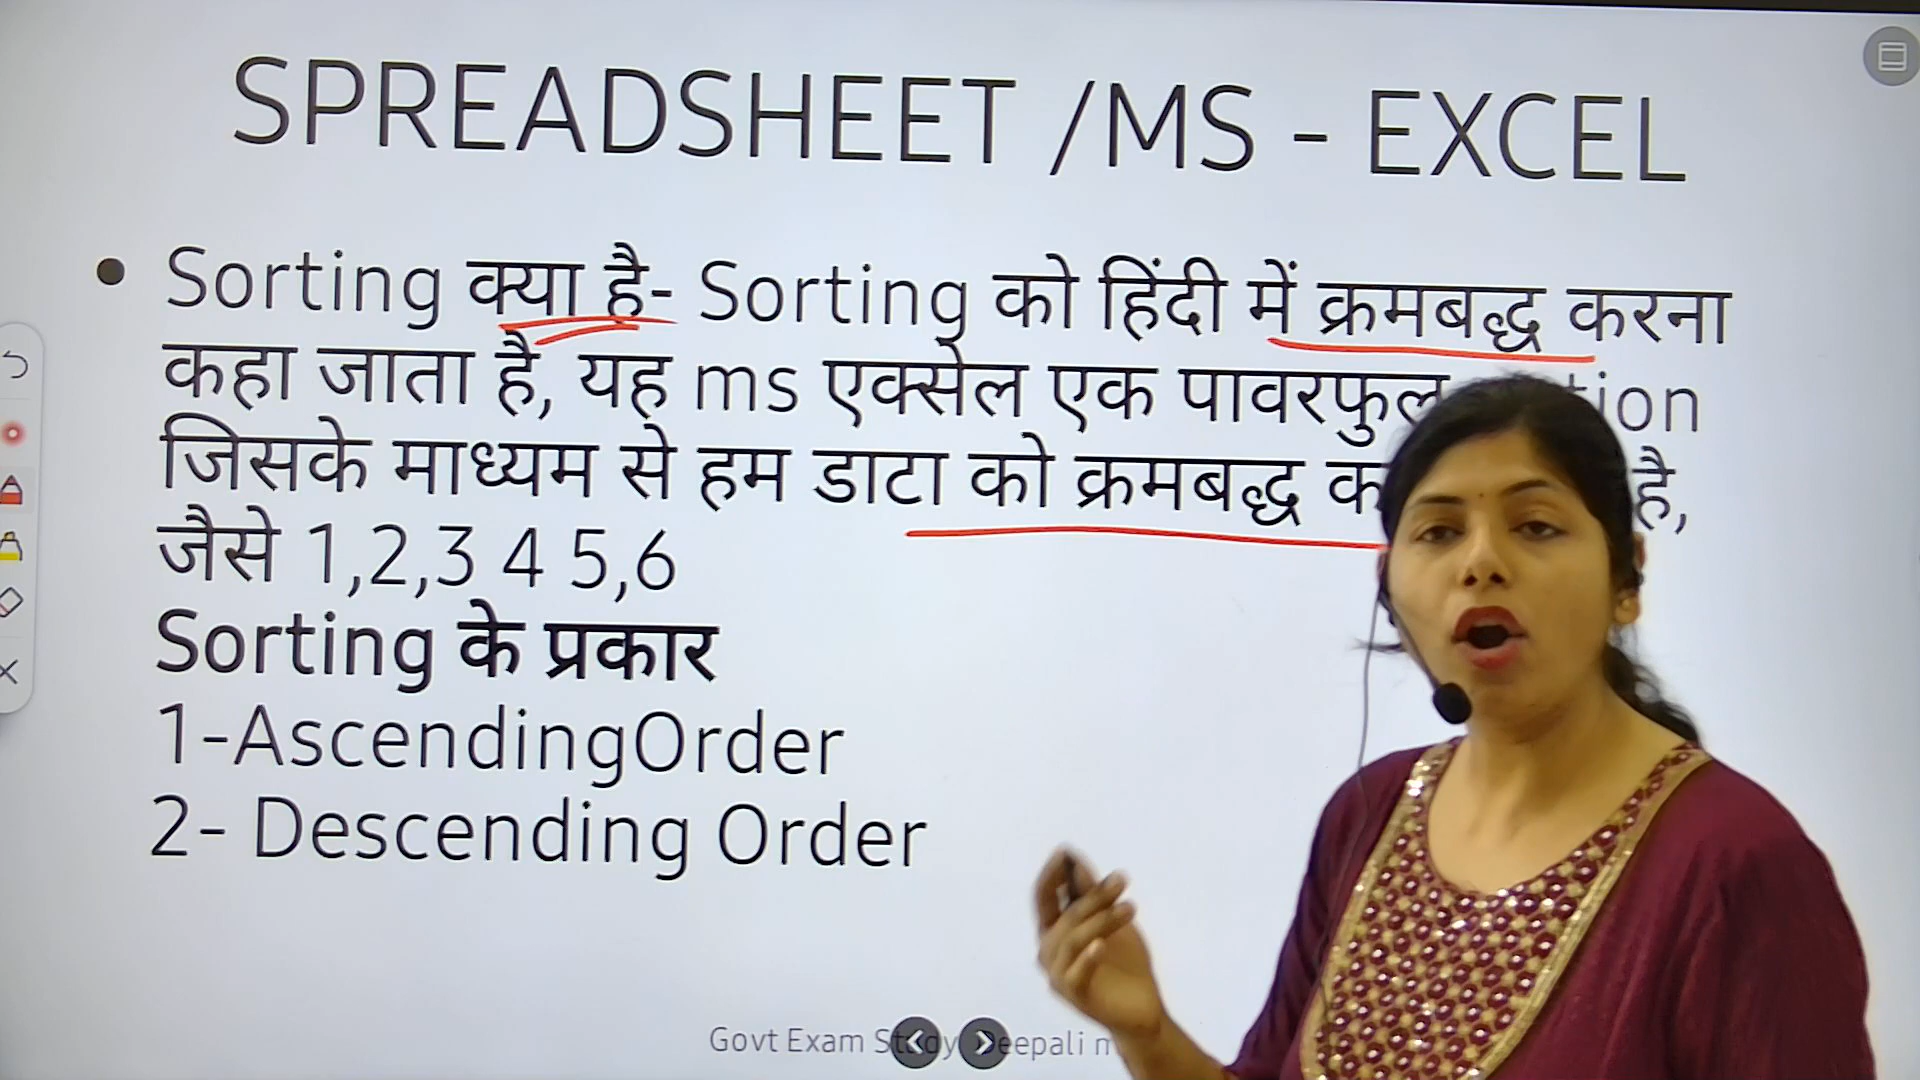 SPREADSHEET /MS - EXCEL
• Sorting क्या है- Sorting को हिंदी में क्रमबद्ध करना
कहा जाता है, यह ms एक्सेल एक पावरफुल
जिसके माध्यम से हम डाटा को क्रमबद्ध है,
जैसे 1,2,3 4 5,6
Sorting के प्रकार
1-AscendingOrder
2- Descending Order
Govt Exam